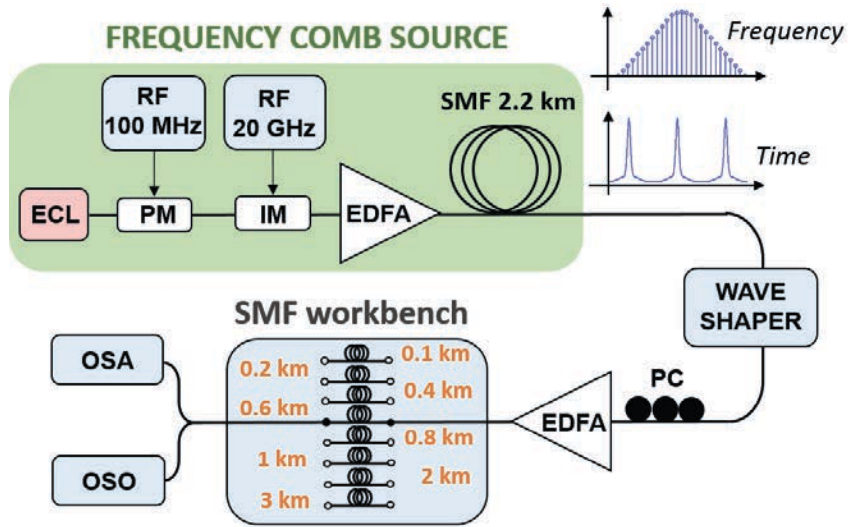 FREQUENCY COMB SOURCE
Frequency
RF
100 MHz
RF
20 GHz
SMF 2.2 km
Time
ECL
PM
IM
EDFA
WAVE
SHAPER
SMF workbench
OSA
0.2 km
0.1 km
0.4 km
PC
0.6 km
EDFA
0.8 km
1 km
2 km
OSO
3 km